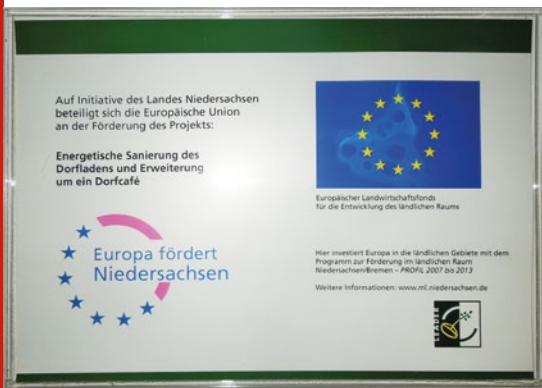 Auf Initiative des Landes Niedersachsen
beteiligt sich die Europäische Union
an der Förderung des Projekts:
Energetische Sanierung des
Dorfladens und Erweiterung
um ein Dorfcafé
Europa fördert
Niedersachsen
Europäischer Landwirtschaftsfonds
für die Entwicklung des ländlichen Raums
Hier investiert Europa in die ländlichen Gebiete mit dem
Programm zur Förderung im ländlichen Raum
Niedersachsen/Bremen – PROFIL 2007 bis 2013
Weitere Informationen: www.ml.niedersachsen.de
LEADER